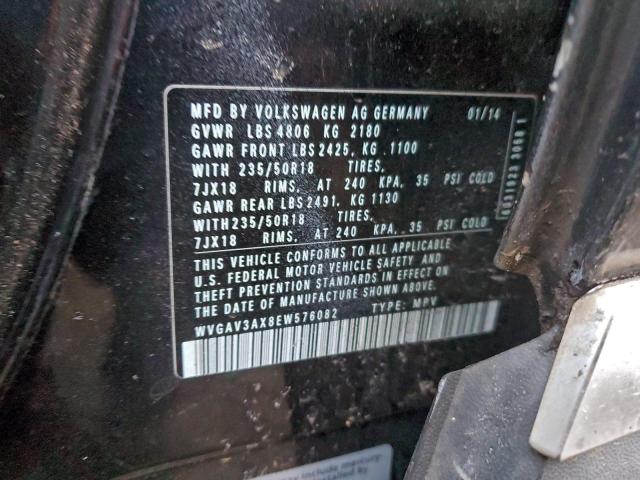 MFD BY VOLKSWAGEN AG GERMANY 01/14
GVWR LBS 4806 KG 2180
GAWR FRONT LBS 2425, KG 1100
WITH 235/50R18 TIRES,
7JX18 RIMS, AT 240 KPA, 35 PSI COLD
GAWR REAR LBS 2491, KG 1130
WITH 235/50R18 TIRES,
7JX18 RIMS, AT 240 KPA, 35 PSI COLD
THIS VEHICLE CONFORMS TO ALL APPLICABLE
U.S. FEDERAL MOTOR VEHICLE SAFETY AND
THEFT PREVENTION STANDARDS IN EFFECT ON
THE DATE OF MANUFACTURE SHOWN ABOVE.
WVGAV3AX8EW576082 TYPE: MPV
may include mercury